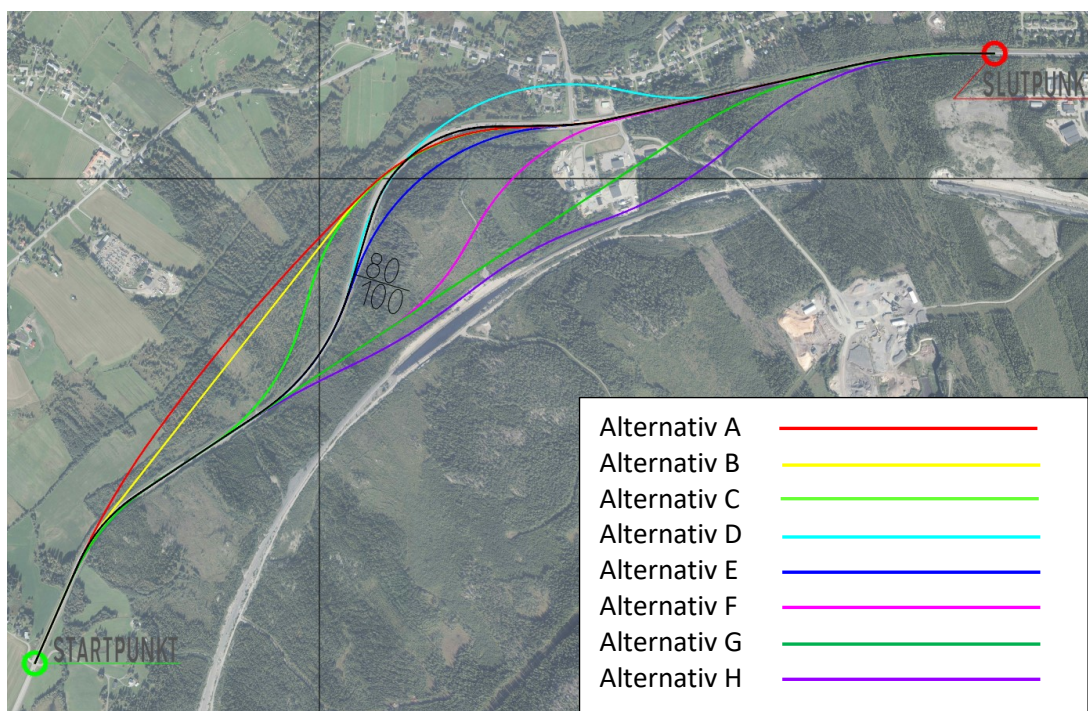 SLUTPUNK
80
100
STARTPUNKT
Alternativ A
Alternativ B
Alternativ C
Alternativ D
Alternativ E
Alternativ F
Alternativ G
Alternativ H